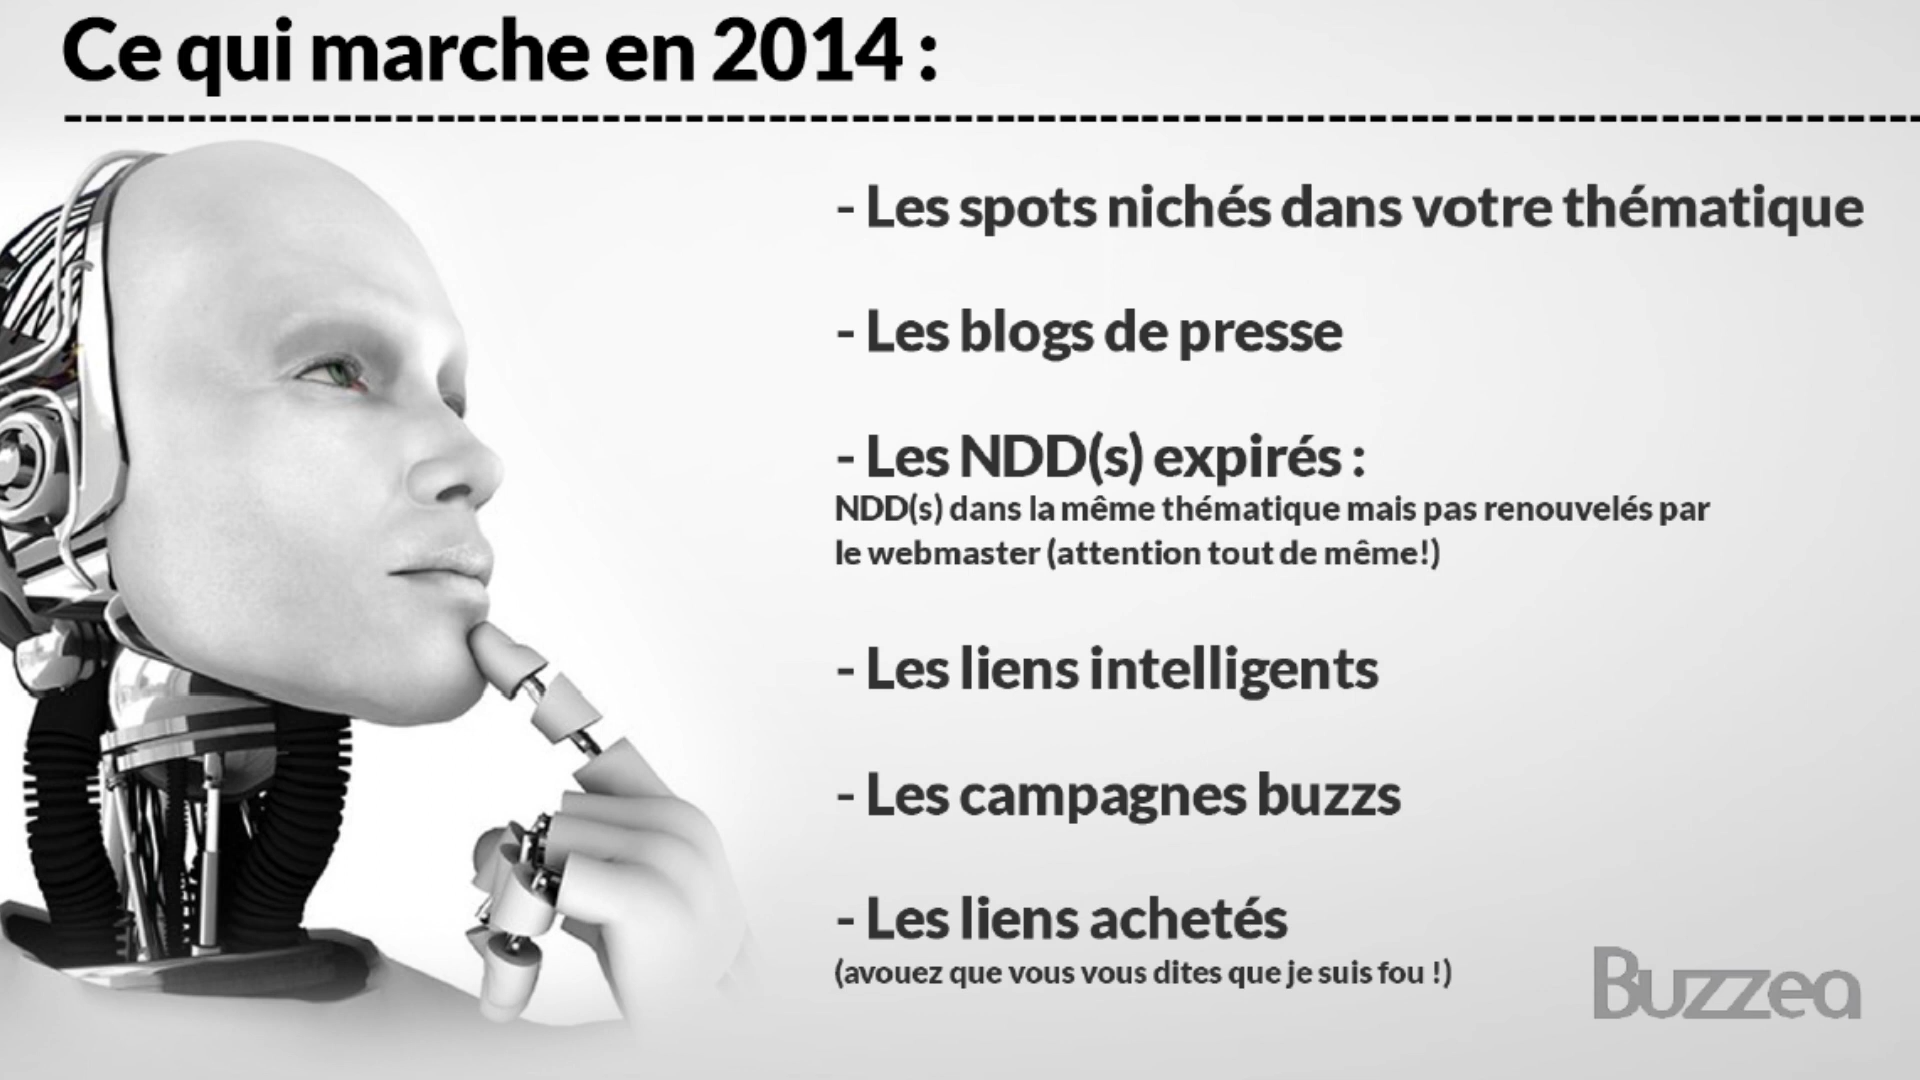 Ce qui marche en 2014 :
- Les spots nichés dans votre thématique
- Les blogs de presse
- Les NDD(s) expirés :
NDD(s) dans la même thématique mais pas renouvelés par
le webmaster (attention tout de même!)
- Les liens intelligents
- Les campagnes buzzs
- Les liens achetés
(avouez que vous vous dites que je suis fou !)
Buzzea